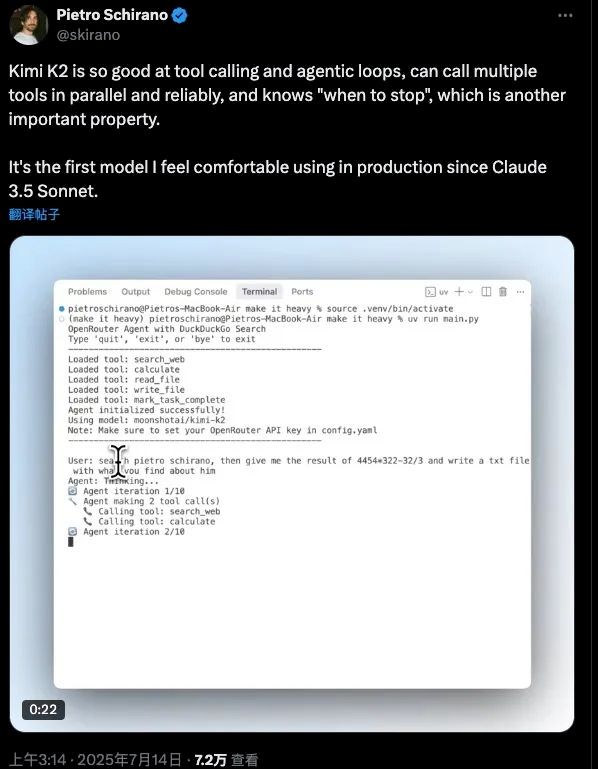 Pietro Schirano
@skirano
Kimi K2 is so good at tool calling and agentic loops, can call multiple
tools in parallel and reliably, and knows "when to stop", which is another
important property.
It's the first model I feel comfortable using in production since Claude
3.5 Sonnet.
翻译帖子
Problems Output Debug Console Terminal Ports
uv
pietroschirano@Pietros-MacBook-Air make it heavy % source .venv/bin/activate
(make it heavy) pietroschirano@Pietros-MacBook-Air make it heavy % uv run main.py
OpenRouter Agent with DuckDuckGo Search
Type 'quit', 'exit', or 'bye' to exit
--------------------------------------------------
Loaded tool: search_web
Loaded tool: calculate
Loaded tool: read_file
Loaded tool: write_file
Loaded tool: mark_task_complete
Agent initialized successfully!
Using model: moonshotai/kimi-k2
Note: Make sure to set your OpenRouter API key in config.yaml
--------------------------------------------------
User: search pietro schirano, then give me the result of 4454*322-32/3 and write a txt file
with what you find about him
Agent: Thinking...
Agent iteration 1/10
Agent making 2 tool call(s)
Calling tool: search_web
Calling tool: calculate
Agent iteration 2/10
0:22
上午3:14 · 2025年7月14日 · 7.2万 查看